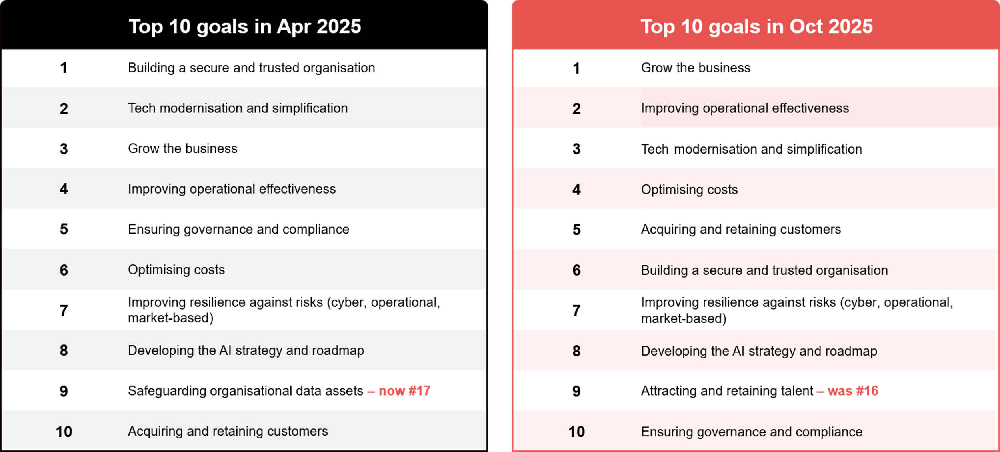 Top 10 goals in Apr 2025
1 Building a secure and trusted organisation
2 Tech modernisation and simplification
3 Grow the business
4 Improving operational effectiveness
5 Ensuring governance and compliance
6 Optimising costs
7 Improving resilience against risks (cyber, operational,
market-based)
8 Developing the AI strategy and roadmap
9 Safeguarding organisational data assets – now #17
10 Acquiring and retaining customers
Top 10 goals in Oct 2025
1 Grow the business
2 Improving operational effectiveness
3 Tech modernisation and simplification
4 Optimising costs
5 Acquiring and retaining customers
6 Building a secure and trusted organisation
7 Improving resilience against risks (cyber, operational,
market-based)
8 Developing the AI strategy and roadmap
9 Attracting and retaining talent – was #16
10 Ensuring governance and compliance